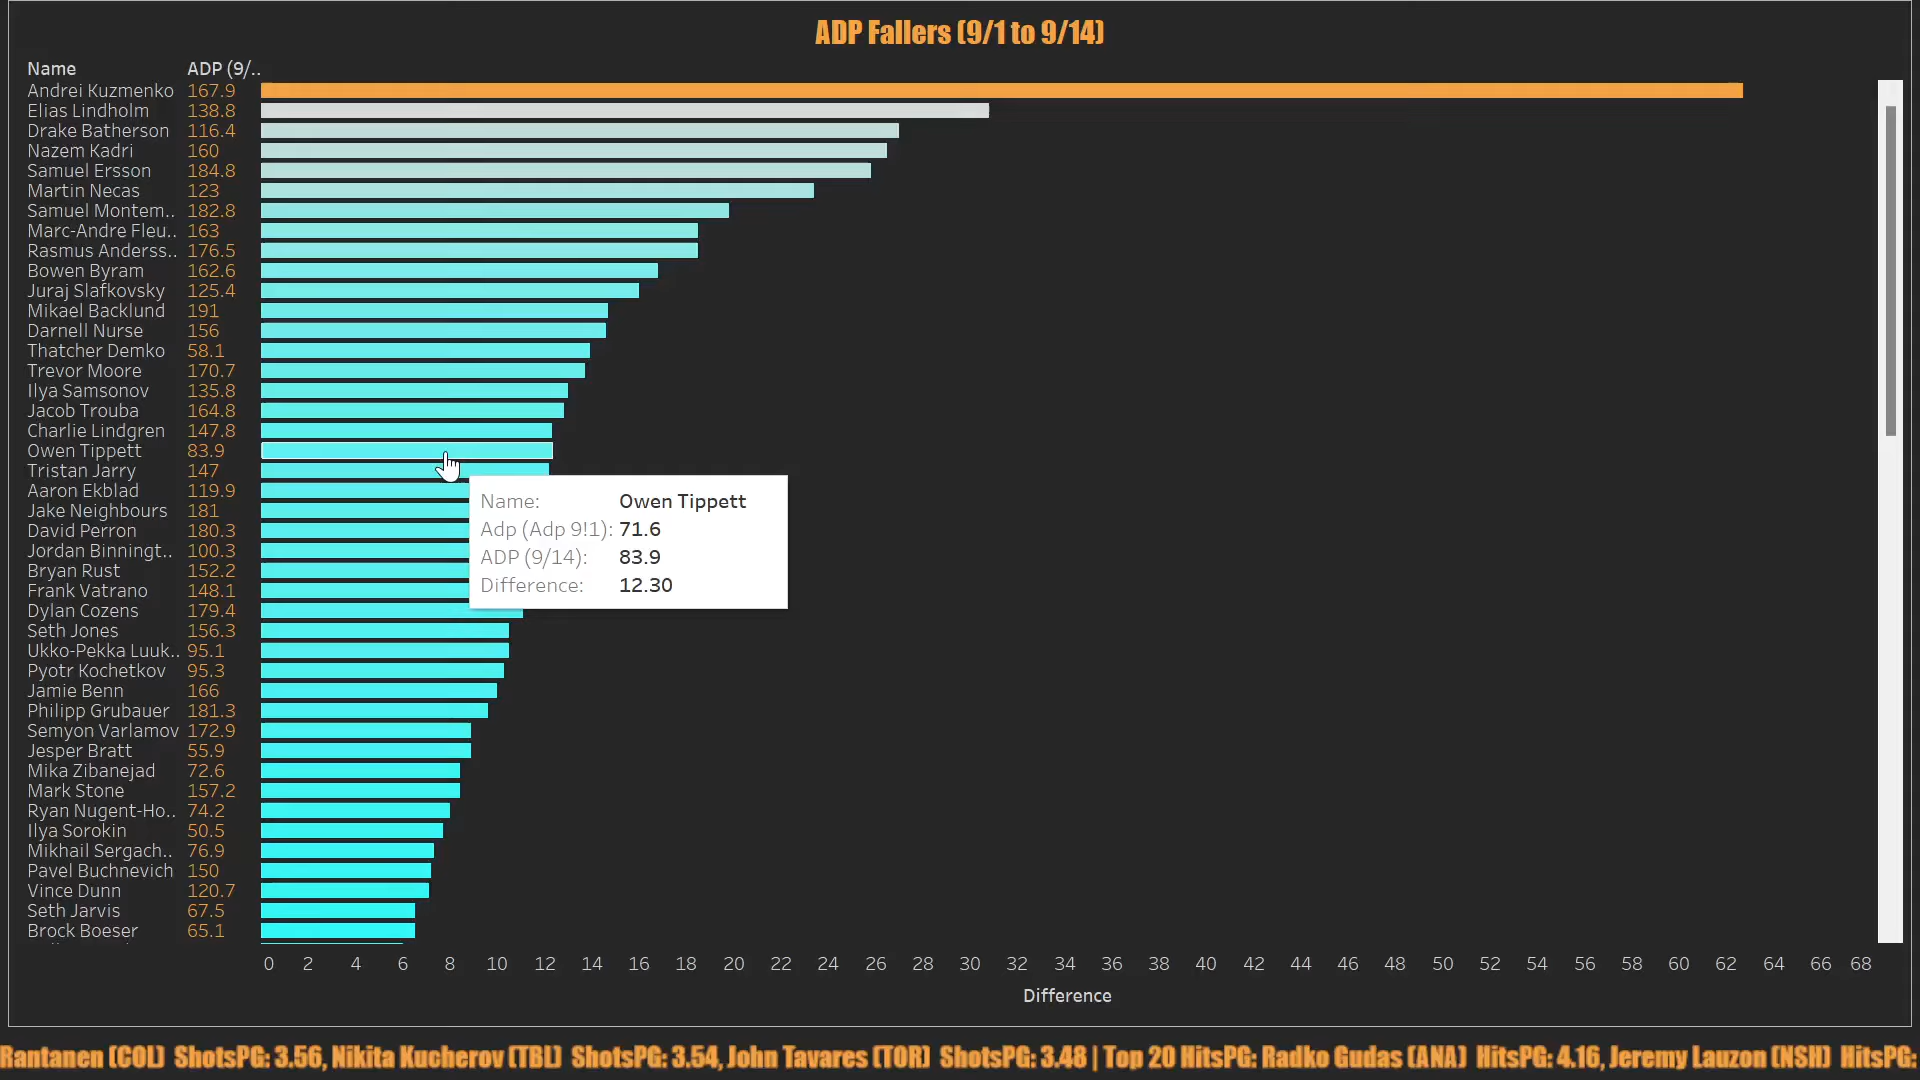 ADP Fallers (9/1 to 9/14)
Name ADP (9/..
Andrei Kuzmenko 167.9
Elias Lindholm 138.8
Drake Batherson 116.4
Nazem Kadri 160
Samuel Ersson 184.8
Martin Necas 123
Samuel Montem.. 182.8
Marc-Andre Fleu.. 163
Rasmus Anderss.. 176.5
Bowen Byram 162.6
Juraj Slafkovsky 125.4
Mikael Backlund 191
Darnell Nurse 156
Thatcher Demko 58.1
Trevor Moore 170.7
Ilya Samsonov 135.8
Jacob Trouba 164.8
Charlie Lindgren 147.8
Owen Tippett 83.9
Tristan Jarry 147
Aaron Ekblad 119.9
Jake Neighbours 181
David Perron 180.3
Jordan Binningt.. 100.3
Bryan Rust 152.2
Frank Vatrano 148.1
Dylan Cozens 179.4
Seth Jones 156.3
Ukko-Pekka Luuk.. 95.1
Pyotr Kochetkov 95.3
Jamie Benn 166
Philipp Grubauer 181.3
Semyon Varlamov 172.9
Jesper Bratt 55.9
Mika Zibanejad 72.6
Mark Stone 157.2
Ryan Nugent-Ho.. 74.2
Ilya Sorokin 50.5
Mikhail Sergach.. 76.9
Pavel Buchnevich 150
Vince Dunn 120.7
Seth Jarvis 67.5
Brock Boeser 65.1
Name: Owen Tippett
Adp (Adp 9!1): 71.6
ADP (9/14): 83.9
Difference: 12.30
0 2 4 6 8 10 12 14 16 18 20 22 24 26 28 30 32 34 36 38 40 42 44 46 48 50 52 54 56 58 60 62 64 66 68
Difference
Rantanen (COL) ShotsPG: 3.56, Nikita Kucherov (TBL) ShotsPG: 3.54, John Tavares (TOR) ShotsPG: 3.48 | Top 20 HitsPG: Radko Gudas (ANA) HitsPG: 4.16, Jeremy Lauzon (NSH) HitsPG: